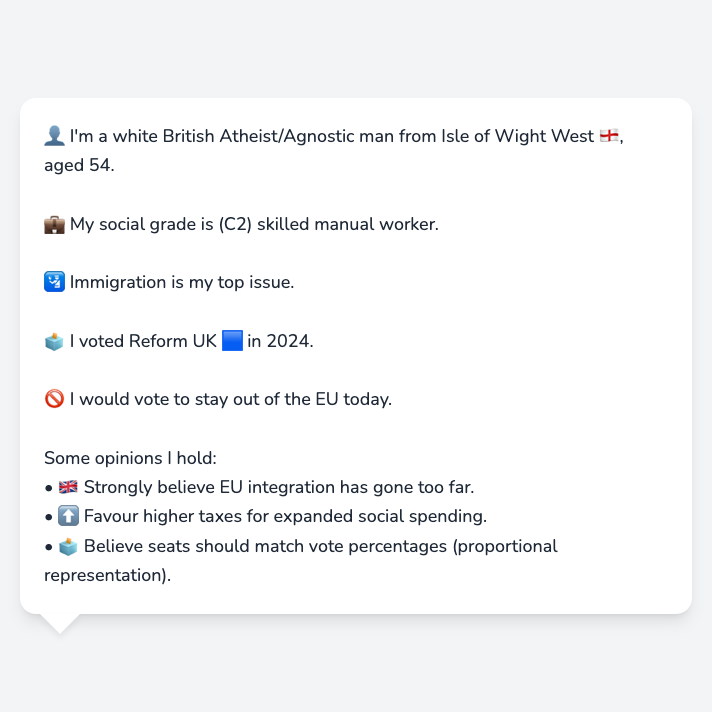 👤 I'm a white British Atheist/Agnostic man from Isle of Wight West 🏴󠁧󠁢󠁥󠁮󠁧󠁿,
aged 54.
💼 My social grade is (C2) skilled manual worker.
🛂 Immigration is my top issue.
🗳️ I voted Reform UK 🟦 in 2024.
🚫 I would vote to stay out of the EU today.
Some opinions I hold:
• 🇬🇧 Strongly believe EU integration has gone too far.
• ⬆️ Favour higher taxes for expanded social spending.
• 🗳️ Believe seats should match vote percentages (proportional
representation).